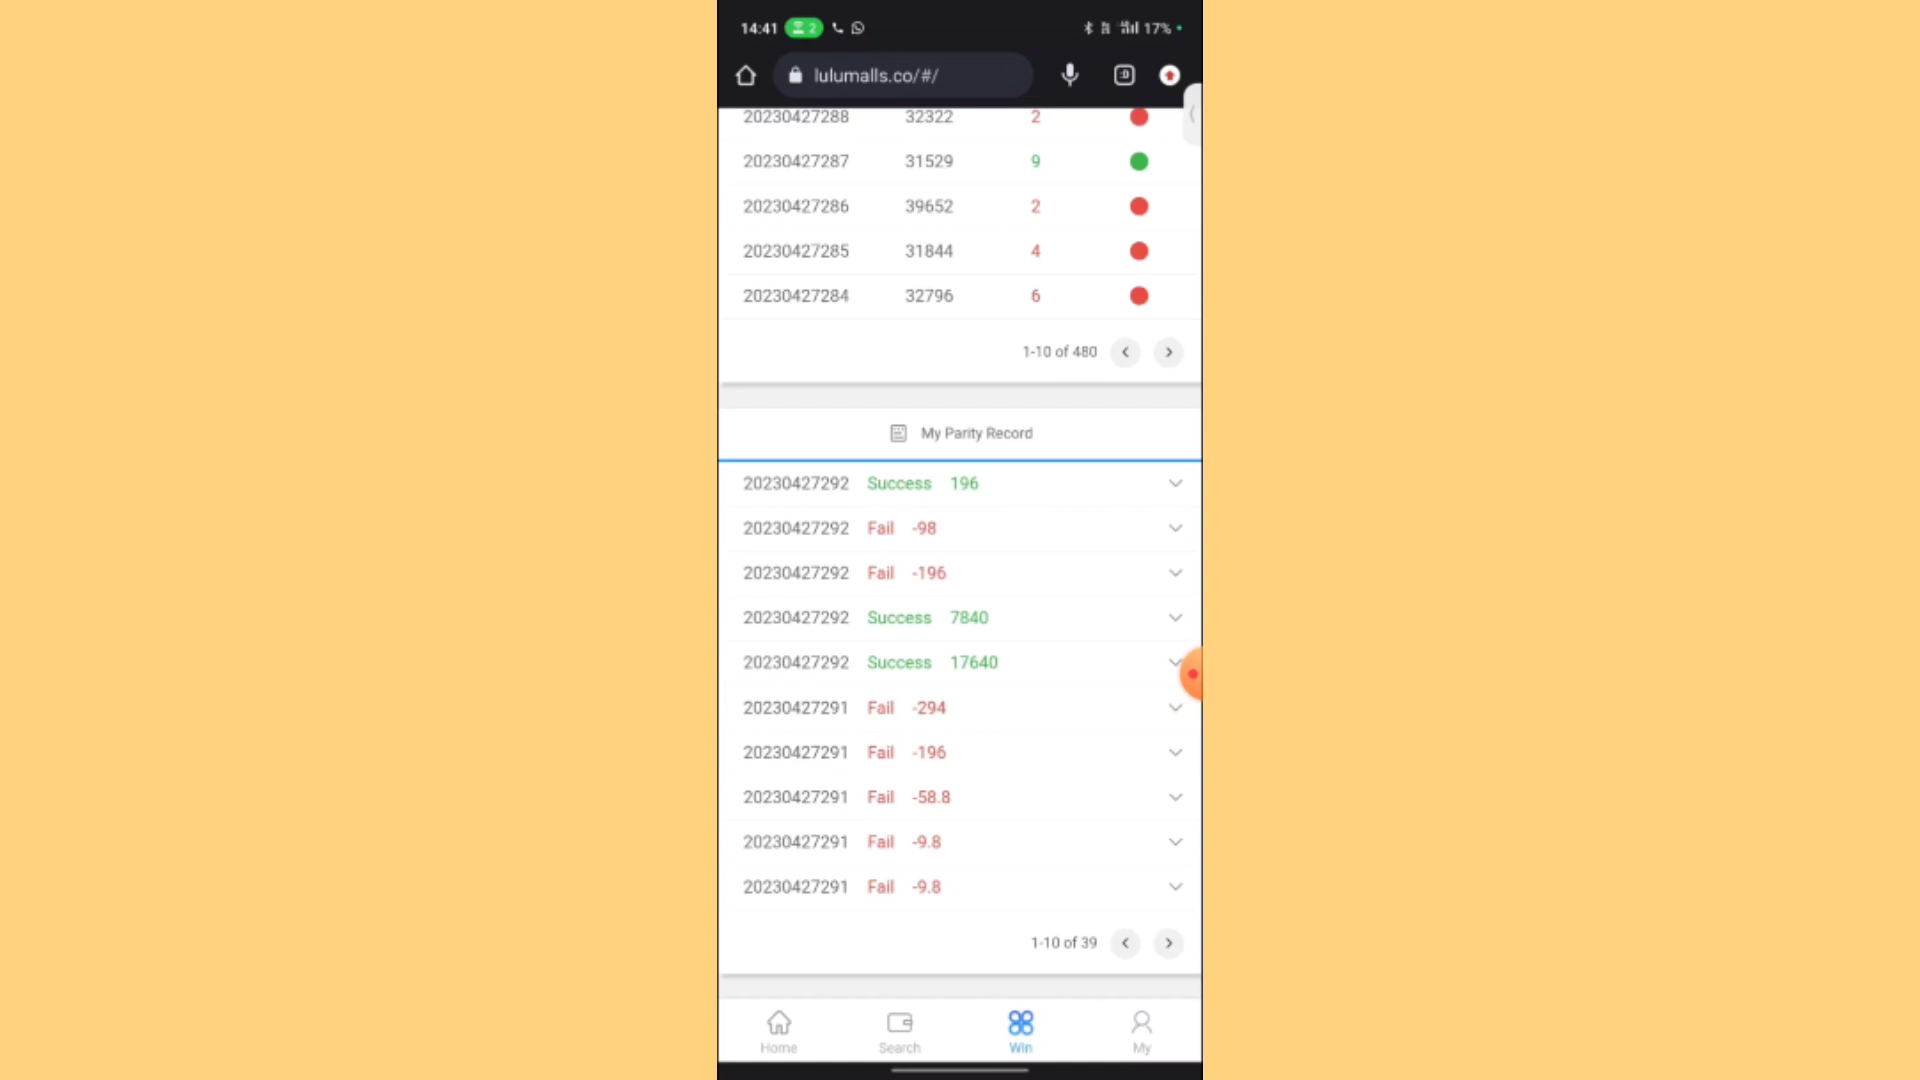 14:41 2 17%
lulumalls.co/#/ :D
20230427288 32322 2
20230427287 31529 9
20230427286 39652 2
20230427285 31844 4
20230427284 32796 6
1-10 of 480
My Parity Record
20230427292 Success 196
20230427292 Fail -98
20230427292 Fail -196
20230427292 Success 7840
20230427292 Success 17640
20230427291 Fail -294
20230427291 Fail -196
20230427291 Fail -58.8
20230427291 Fail -9.8
20230427291 Fail -9.8
1-10 of 39
Home Search Win My